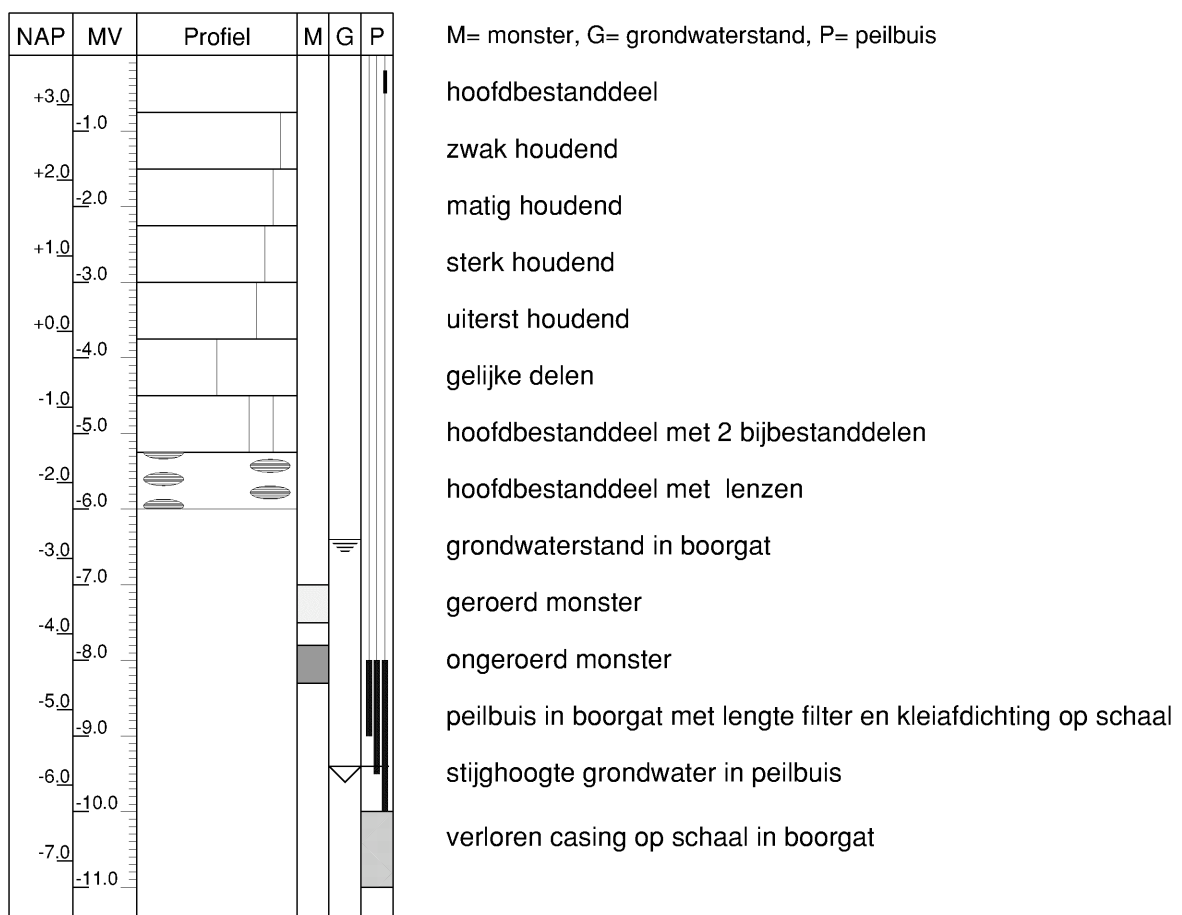 NAP MV Profiel M G P M= monster, G= grondwaterstand, P= peilbuis
hoofdbestanddeel
+3.0
-1.0
zwak houdend
+2.0
-2.0
matig houdend
+1.0
sterk houdend
-3.0
+0.0
uiterst houdend
-4.0
gelijke delen
-1.0
-5.0
hoofdbestanddeel met 2 bijbestanddelen
-2.0
hoofdbestanddeel met lenzen
-6.0
-3.0
grondwaterstand in boorgat
-7.0
geroerd monster
-4.0
-8.0
ongeroerd monster
-5.0
peilbuis in boorgat met lengte filter en kleiafdichting op schaal
-9.0
-6.0
stijghoogte grondwater in peilbuis
-10.0
verloren casing op schaal in boorgat
-7.0
-11.0